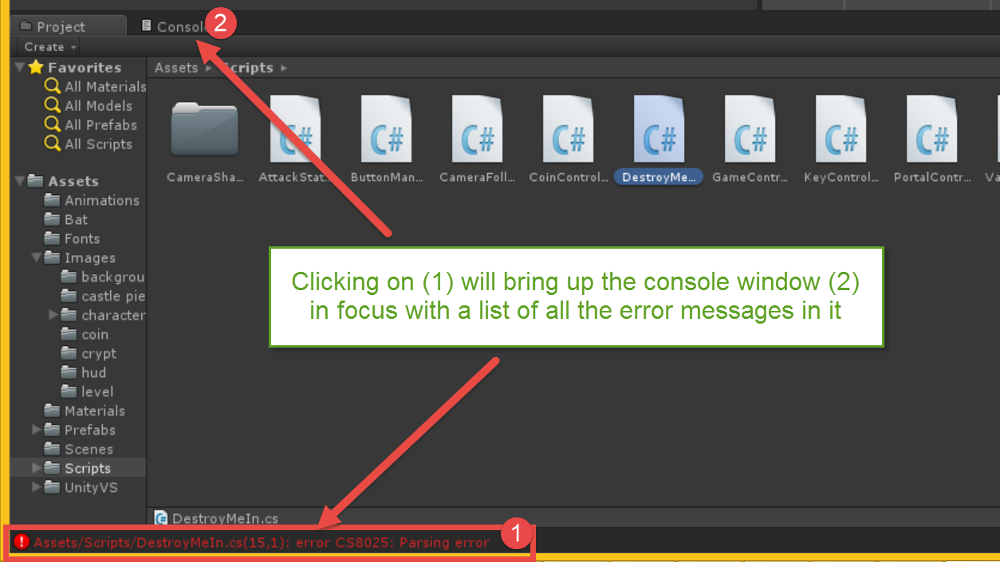 Project
Console
2
Create
Favorites
Assets
Scripts
All Materials
All Models
All Prefabs
All Scripts
C#
C#
C#
C#
C#
C#
C#
C#
CameraSha...
AttackStat...
ButtonMan...
CameraFoll...
CoinControl...
DestroyMe...
GameContr...
KeyControl...
PortalContr...
Va
Assets
Animations
Bat
Fonts
Images
backgrou
castle pie
character
coin
crypt
hud
level
Materials
Prefabs
Scenes
Scripts
UnityVS
Clicking on (1) will bring up the console window (2)
in focus with a list of all the error messages in it
C# DestroyMeIn.cs
1
Assets/Scripts/DestroyMeIn.cs(15,1): error CS8025: Parsing error